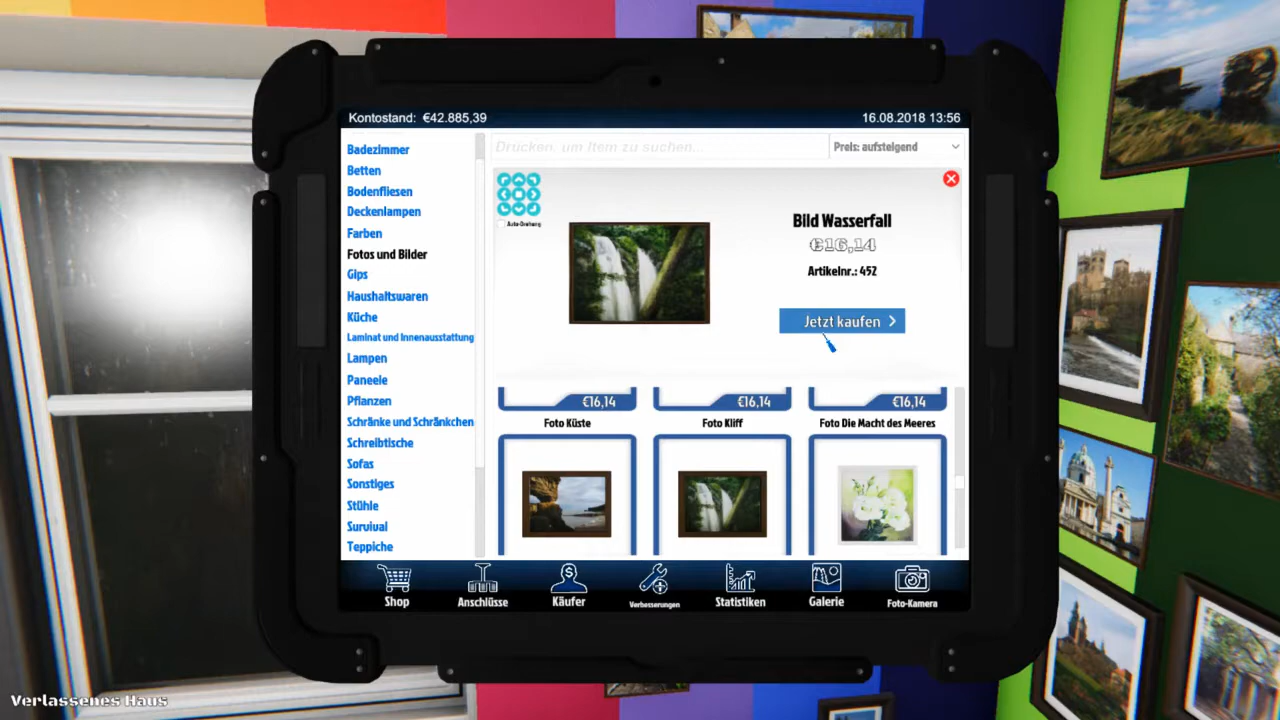 Kontostand: €42.885,39
16.08.2018 13:56
Badezimmer
Betten
Bodenfliesen
Deckenlampen
Farben
Fotos und Bilder
Gips
Haushaltswaren
Küche
Laminat und Innenausstattung
Lampen
Paneele
Pflanzen
Schränke und Schränkchen
Schreibtische
Sofas
Sonstiges
Stühle
Survival
Teppiche
Drücken, um Item zu suchen...
Preis: aufsteigend
Auto-Drehung
Bild Wasserfall
€16,14
Artikelnr.: 452
Jetzt kaufen
€16,14
€16,14
€16,14
Foto Küste
Foto Kliff
Foto Die Macht des Meeres
Shop
Anschlüsse
Käufer
Verbesserungen
Statistiken
Galerie
Foto-Kamera
Verlassenes Haus